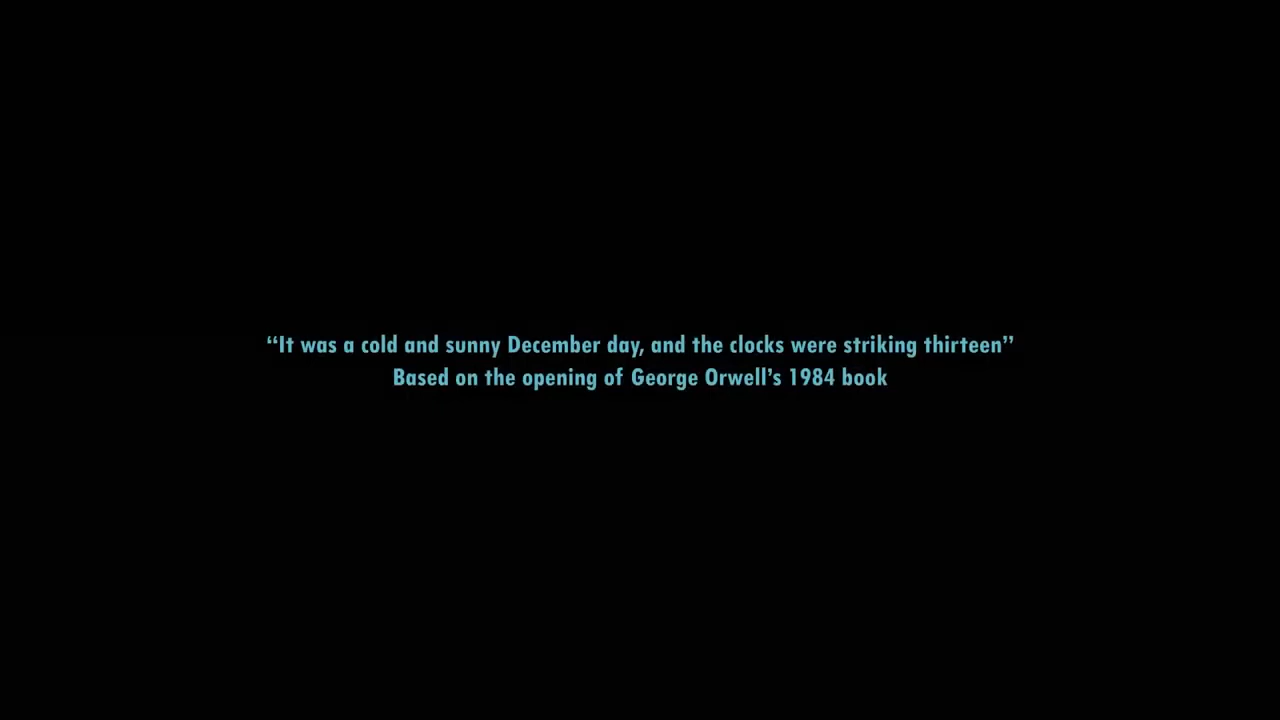 “It was a cold and sunny December day, and the clocks were striking thirteen”
Based on the opening of George Orwell’s 1984 book